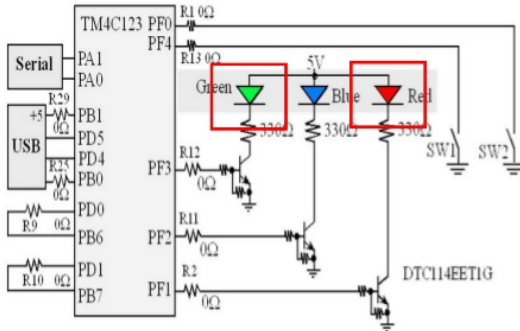 TM4C123
PF0
R1 0Ω
PF4
R13 0Ω
5V
Serial
PA1
PA0
Green
Blue
Red
R29
+5
0Ω
PB1
330Ω
330Ω
330Ω
SW1
SW2
USB
PD5
PD4
R25
0Ω
PB0
PF3
R12
0Ω
PD0
R9
0Ω
PB6
PF2
R11
0Ω
PD1
R10
0Ω
PB7
PF1
R2
0Ω
DTC114EET1G